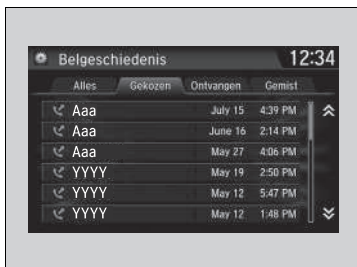 Belgeschiedenis 12:34
Alles Gekozen Ontvangen Gemist
Aaa July 15 4:39 PM
Aaa June 16 2:14 PM
Aaa May 27 4:06 PM
YYYY May 19 2:50 PM
YYYY May 12 5:47 PM
YYYY May 12 1:48 PM